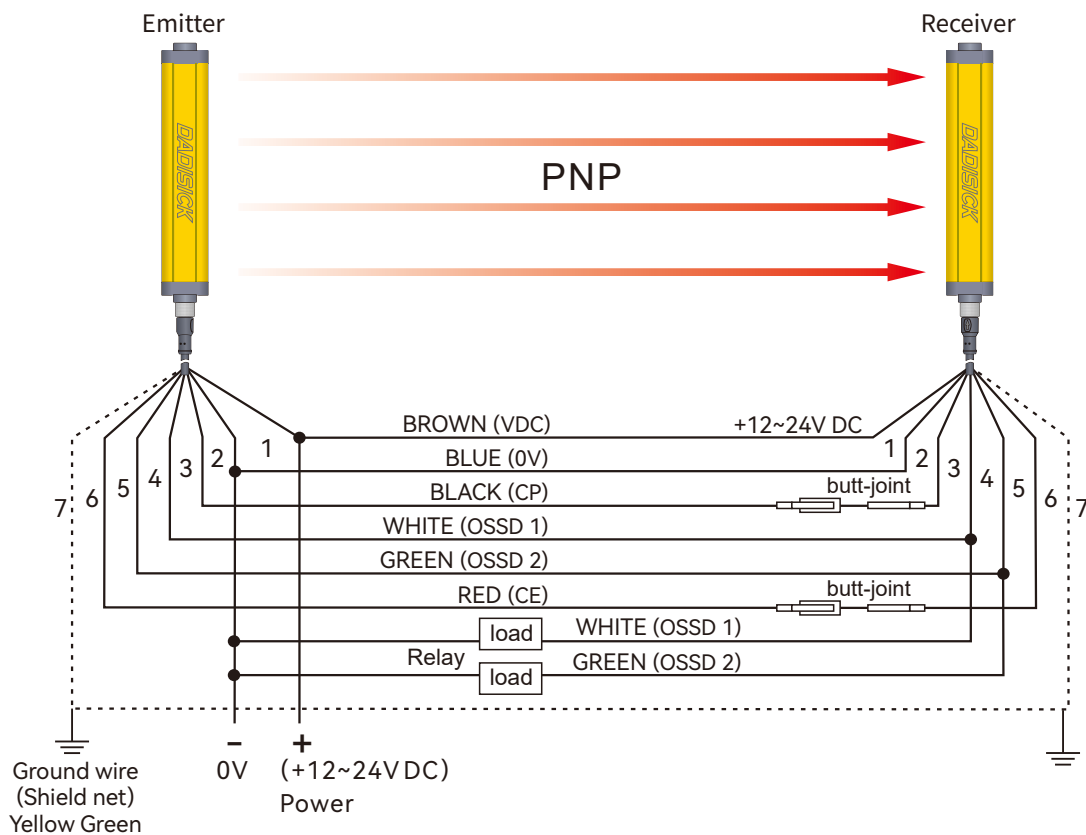 Emitter
Receiver
DADISICK
DADISICK
PNP
BROWN (VDC)
+12~24V DC
BLUE (0V)
BLACK (CP)
butt-joint
WHITE (OSSD 1)
GREEN (OSSD 2)
RED (CE)
butt-joint
load
WHITE (OSSD 1)
Relay
load
GREEN (OSSD 2)
7 6 5 4 3 2 1
1 2 3 4 5 6 7
- +
0V (+12~24V DC)
Power
Ground wire
(Shield net)
Yellow Green